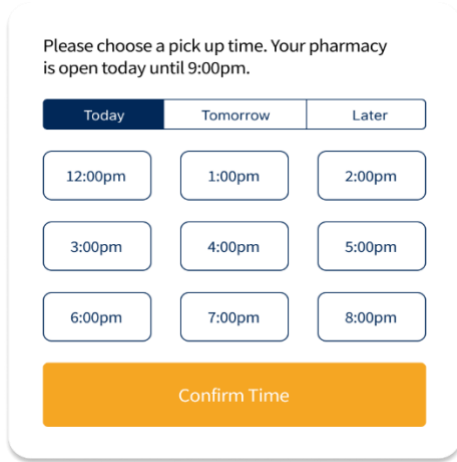 Please choose a pick up time. Your pharmacy
is open today until 9:00pm.
Today Tomorrow Later
12:00pm 1:00pm 2:00pm
3:00pm 4:00pm 5:00pm
6:00pm 7:00pm 8:00pm
Confirm Time